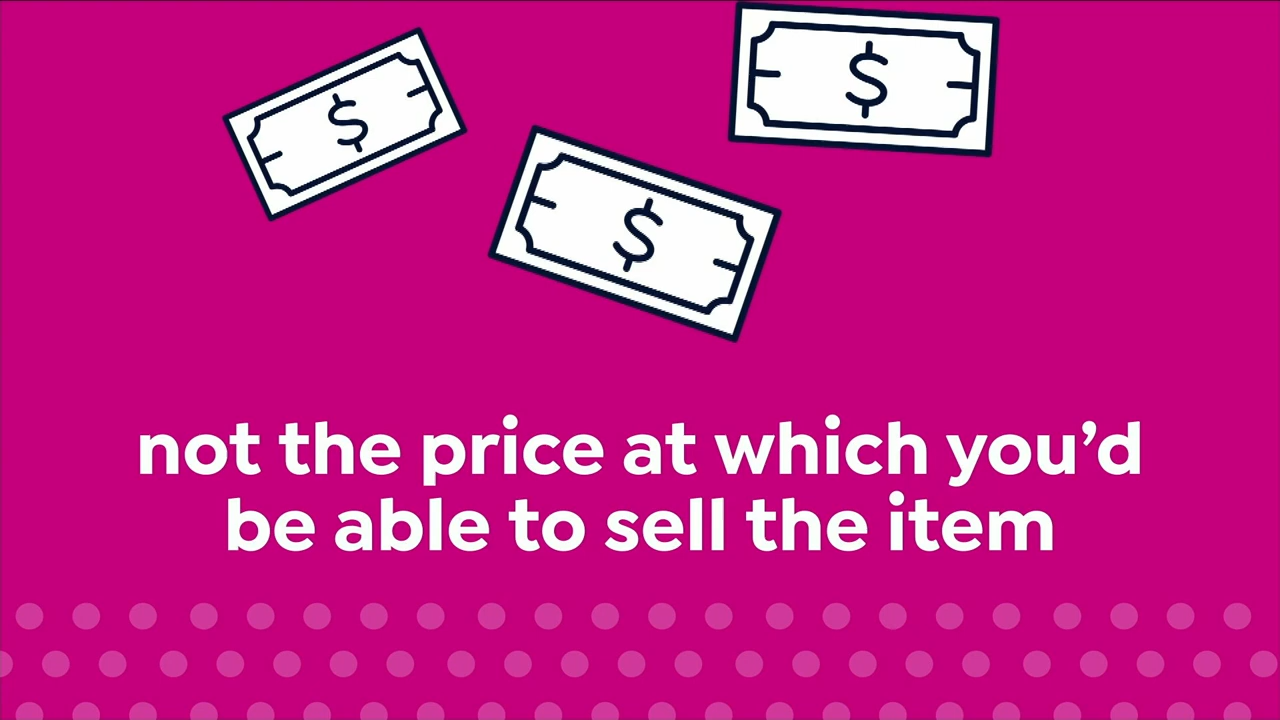 $
$
$
not the price at which you’d
be able to sell the item